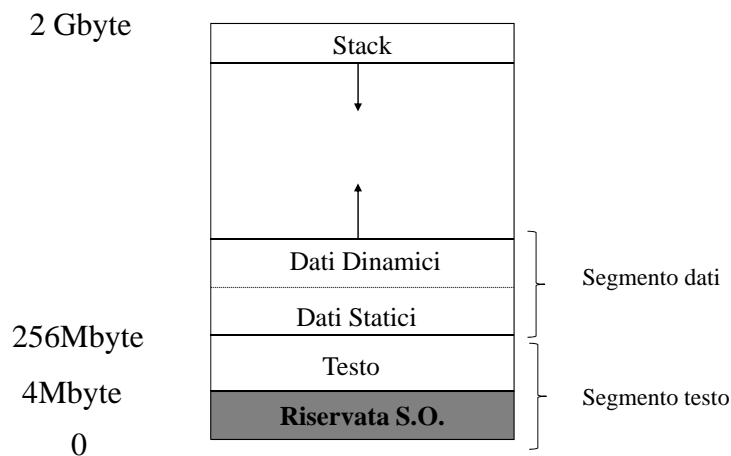 2 Gbyte
Stack
Dati Dinamici
Segmento dati
Dati Statici
256Mbyte
Testo
4Mbyte
Segmento testo
Riservata S.O.
0